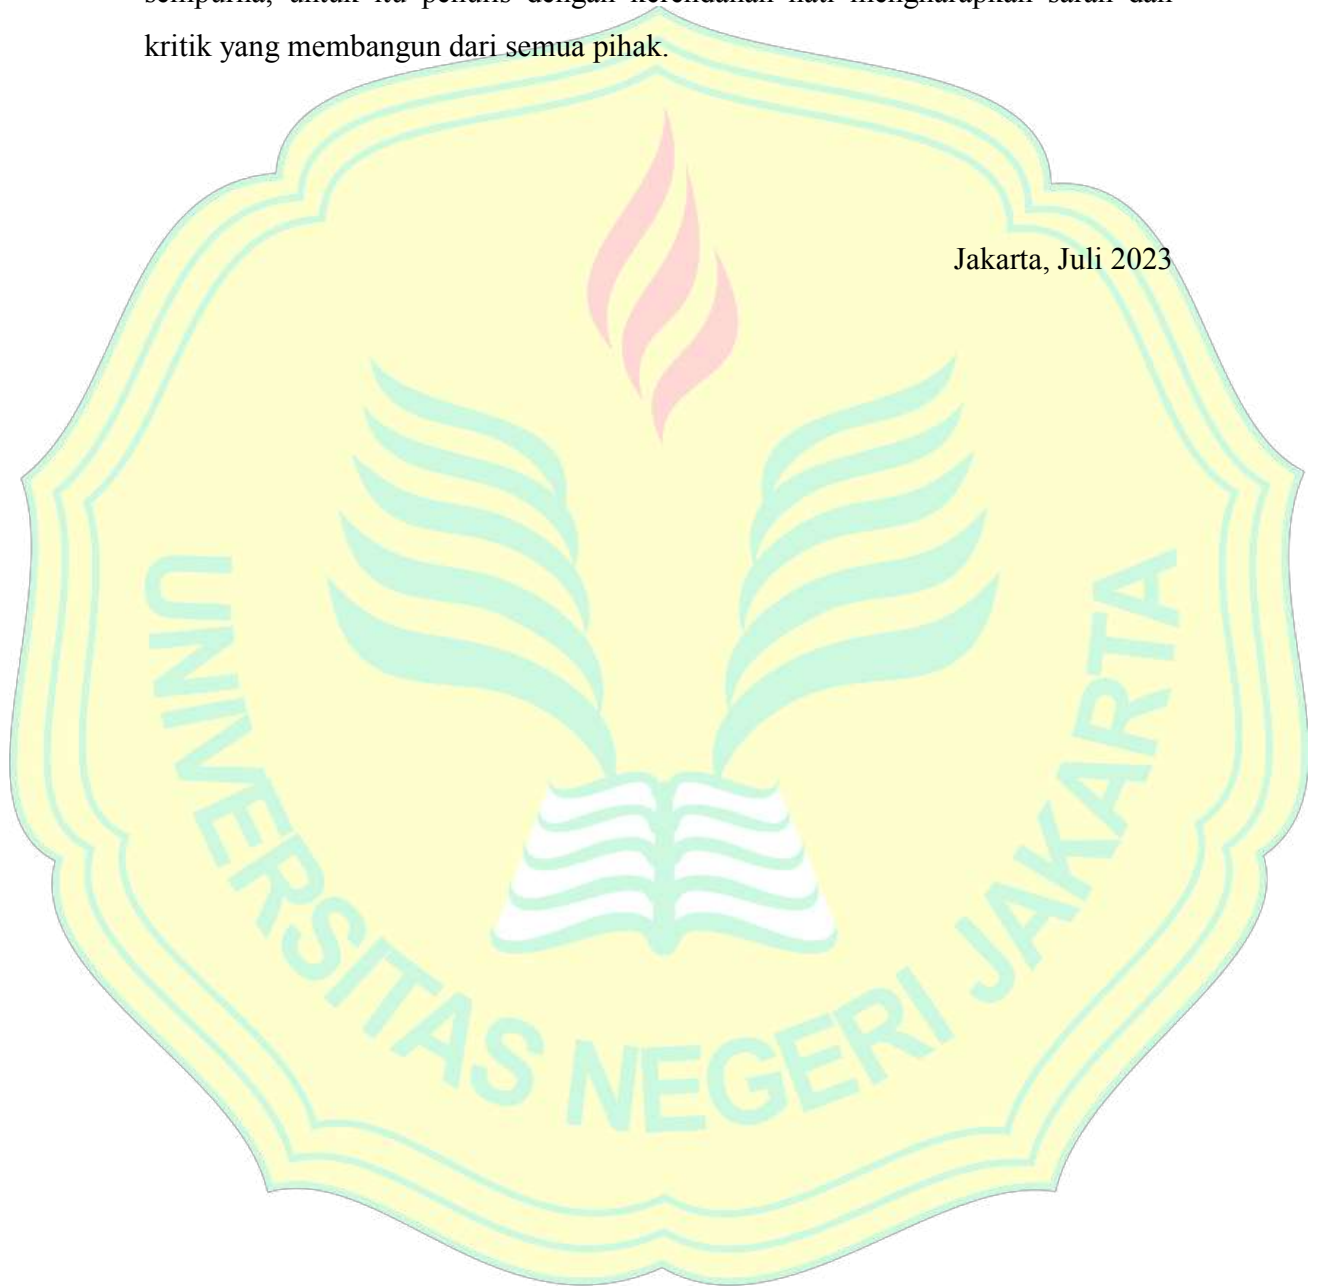 sempurna, untuk itu penulis dengan kerendahan hati mengharapkan saran dan
kritik yang membangun dari semua pihak.
Jakarta, Juli 2023
UNIVERSITAS NEGERI JAKARTA